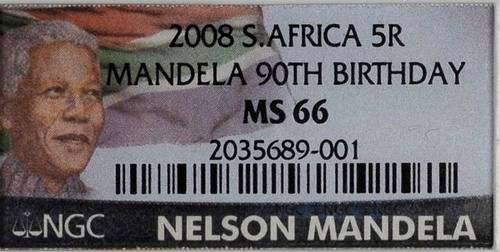 2008 S.AFRICA 5R
MANDELA 90TH BIRTHDAY
MS 66
2035689-001
NGC NELSON MANDELA